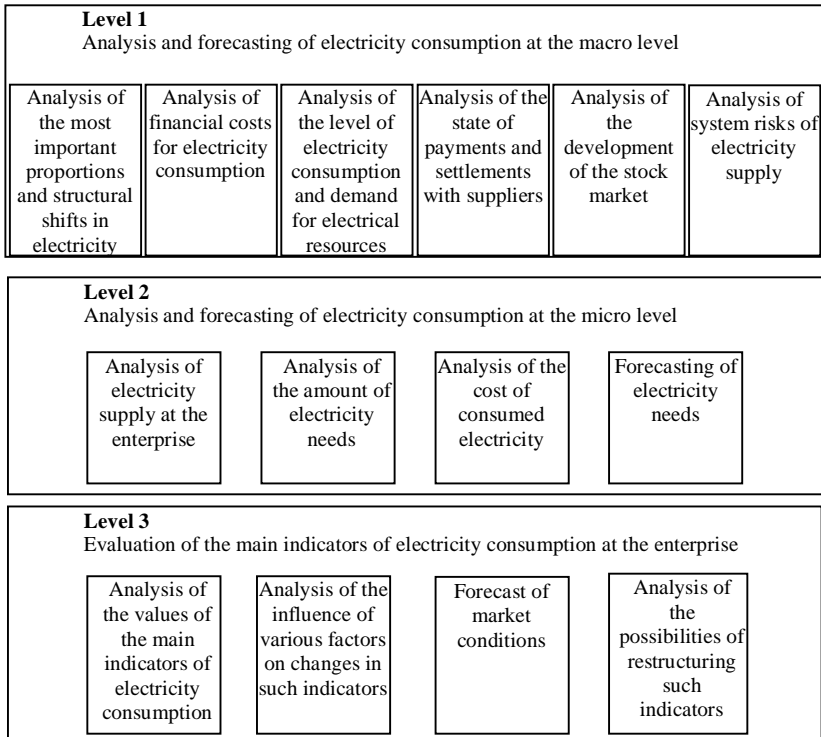 Level 1
Analysis and forecasting of electricity consumption at the macro level
Analysis of
the most
important
proportions
and structural
shifts in
electricity
Analysis of
financial costs
for electricity
consumption
Analysis of
the level of
electricity
consumption
and demand
for electrical
resources
Analysis of the
state of
payments and
settlements
with suppliers
Analysis of
the
development
of the stock
market
Analysis of
system risks of
electricity
supply
Level 2
Analysis and forecasting of electricity consumption at the micro level
Analysis of
electricity
supply at the
enterprise
Analysis of
the amount of
electricity
needs
Analysis of the
cost of
consumed
electricity
Forecasting of
electricity
needs
Level 3
Evaluation of the main indicators of electricity consumption at the enterprise
Analysis of
the values of
the main
indicators of
electricity
consumption
Analysis of the
influence of
various factors
on changes in
such indicators
Forecast of
market
conditions
Analysis of
the
possibilities of
restructuring
such
indicators